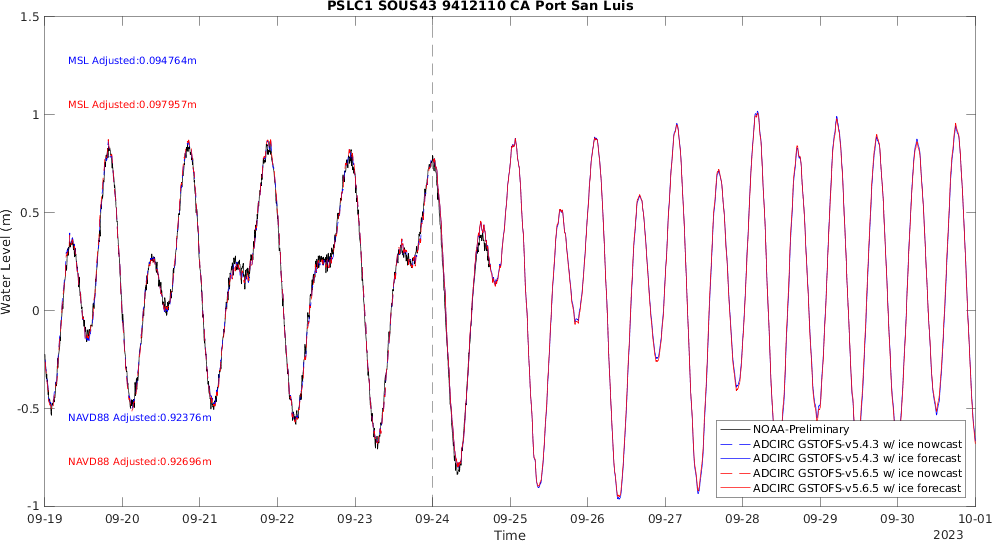 PSLC1 SOUS43 9412110 CA Port San Luis
1.5
1
0.5
0
-0.5
-1
Water Level (m)
MSL Adjusted:0.094764m
MSL Adjusted:0.097957m
NAVD88 Adjusted:0.92376m
NAVD88 Adjusted:0.92696m
NOAA-Preliminary
ADCIRC GSTOFS-v5.4.3 w/ ice nowcast
ADCIRC GSTOFS-v5.4.3 w/ ice forecast
ADCIRC GSTOFS-v5.6.5 w/ ice nowcast
ADCIRC GSTOFS-v5.6.5 w/ ice forecast
09-19 09-20 09-21 09-22 09-23 09-24 09-25 09-26 09-27 09-28 09-29 09-30 10-01
Time
2023